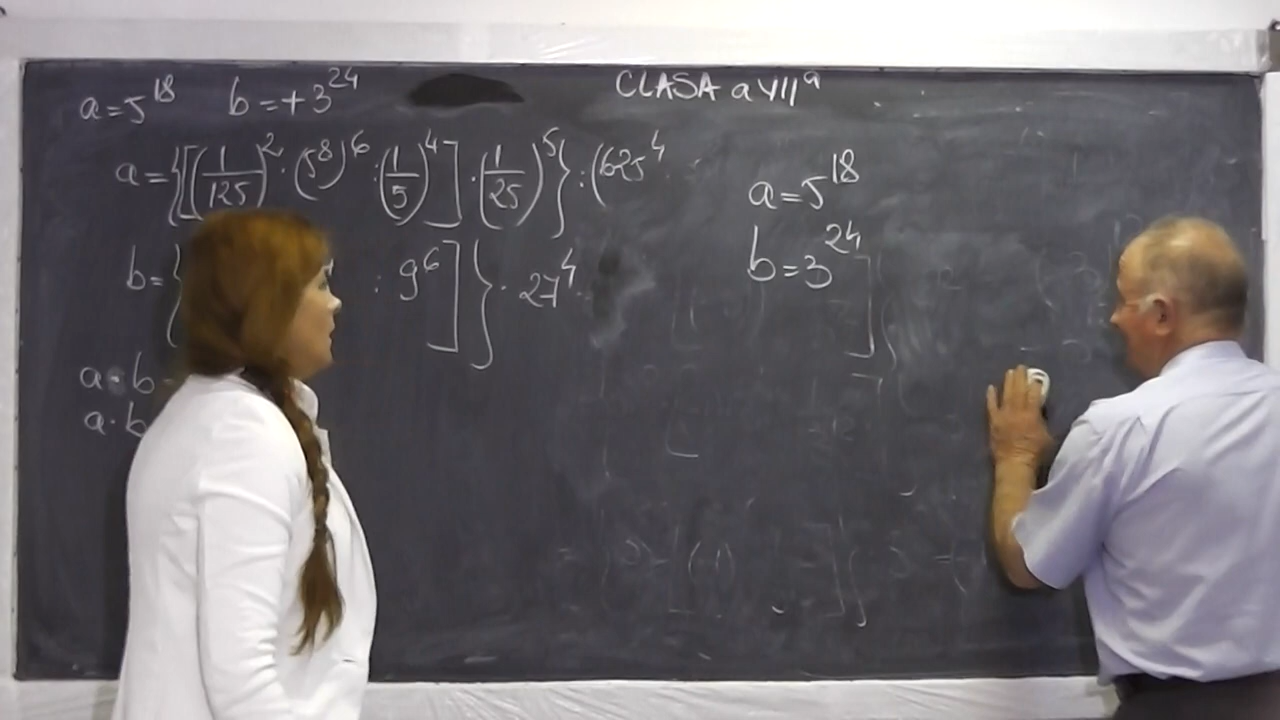 a=5^18 b=+3^24
CLASA a VII^a
a={[(1/125)^2·(5^8)^6:(1/5)^4]·(1/25)^5}:(625^4
b={ :9^6]}·27^4
a·b
a·b
a=5^18
b=3^24